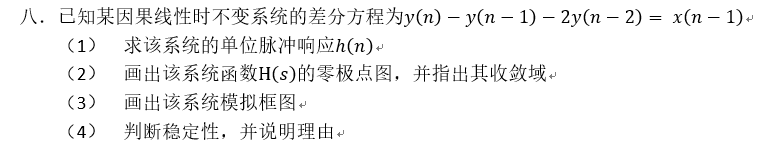 八．已知某因果线性时不变系统的差分方程为y(n) − y(n − 1) − 2y(n − 2) = x(n − 1)
（1） 求该系统的单位脉冲响应h(n)
（2） 画出该系统函数H(s)的零极点图，并指出其收敛域
（3） 画出该系统模拟框图
（4） 判断稳定性，并说明理由